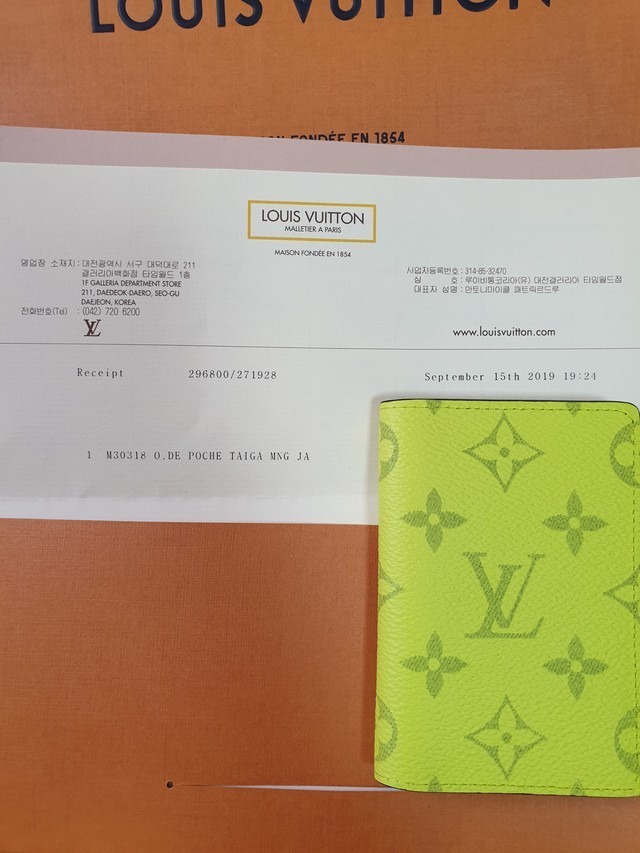 LOUIS VUITTON
FONDÉE EN 1854
LOUIS VUITTON
MALLETIER A PARIS
MAISON FONDÉE EN 1854
영업장 소재지 : 대전광역시 서구 대덕대로 211
갤러리아백화점 타임월드 1층
1F GALLERIA DEPARTMENT STORE
211, DAEDEOK-DAERO, SEO-GU
DAEJEON, KOREA
전화번호(Tel) : (042) 720 6200
LV
사업자등록번호 : 314-85-32470
상 호 : 루이비통코리아(유) 대전갤러리아 타임월드점
대표자 성명 : 안토니마이클 패트릭르드루
www.louisvuitton.com
Receipt 296800/271928 September 15th 2019 19:24
1 M30318 O.DE POCHE TAIGA MNG JA
LV